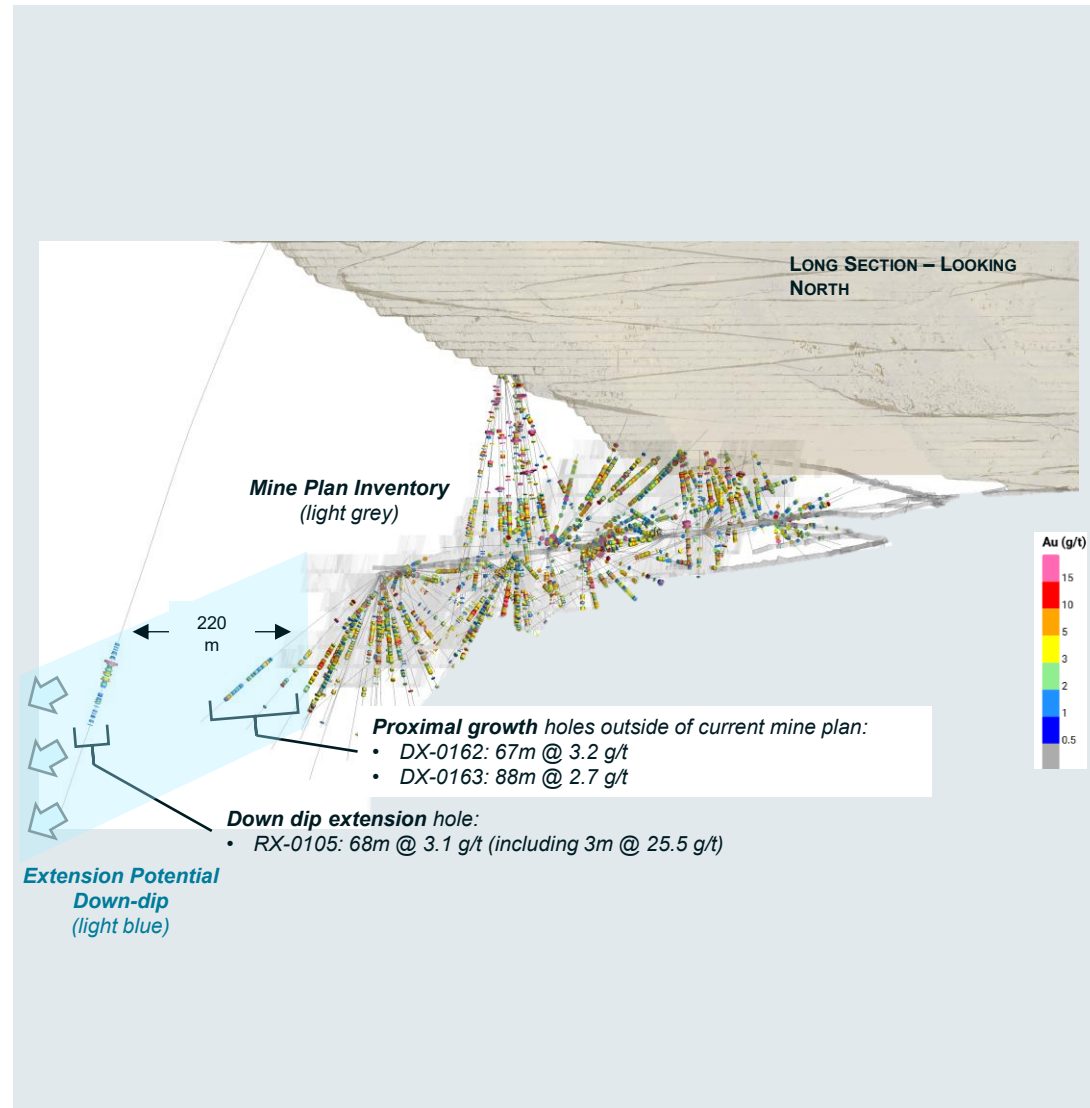 LONG SECTION – LOOKING
NORTH
Mine Plan Inventory
(light grey)
Au (g/t)
15
10
5
3
2
1
0.5
220
m
Proximal growth holes outside of current mine plan:
• DX-0162: 67m @ 3.2 g/t
• DX-0163: 88m @ 2.7 g/t
Down dip extension hole:
• RX-0105: 68m @ 3.1 g/t (including 3m @ 25.5 g/t)
Extension Potential
Down-dip
(light blue)